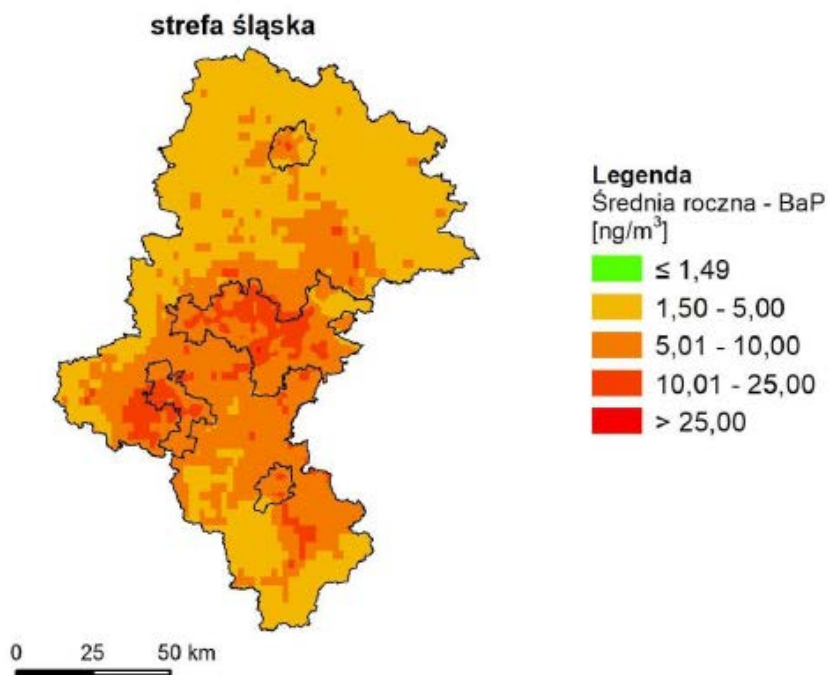 strefa śląska
Legenda
Średnia roczna - BaP
[ng/m³]
≤ 1,49
1,50 - 5,00
5,01 - 10,00
10,01 - 25,00
> 25,00
0 25 50 km